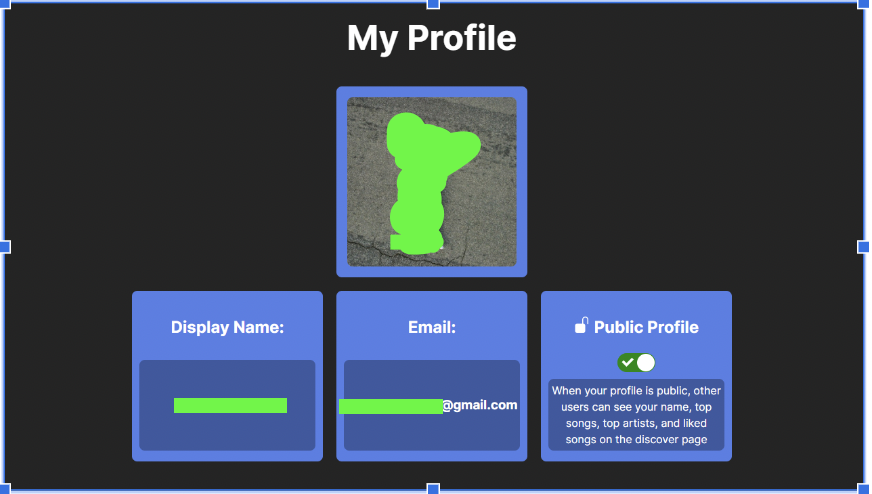 My Profile
Display Name:
Email:
@gmail.com
Public Profile
When your profile is public, other
users can see your name, top
songs, top artists, and liked
songs on the discover page